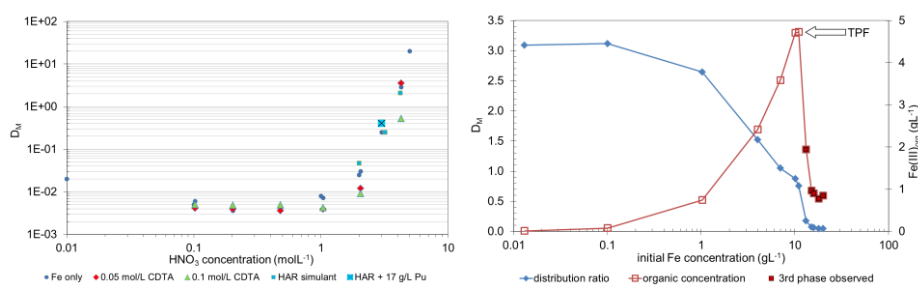 1E+02
1E+01
1E+00
1E-01
1E-02
1E-03
D_M
0.01
0.1
1
10
HNO₃ concentration (molL⁻¹)
Fe only
0.05 mol/L CDTA
0.1 mol/L CDTA
HAR simulant
HAR + 17 g/L Pu
3.5
3.0
2.5
2.0
1.5
1.0
0.5
0.0
D_M
5
4
3
2
1
0
Fe(III)org (gL⁻¹)
TPF
0.01
0.1
1
10
100
initial Fe concentration (gL⁻¹)
distribution ratio
organic concentration
3rd phase observed